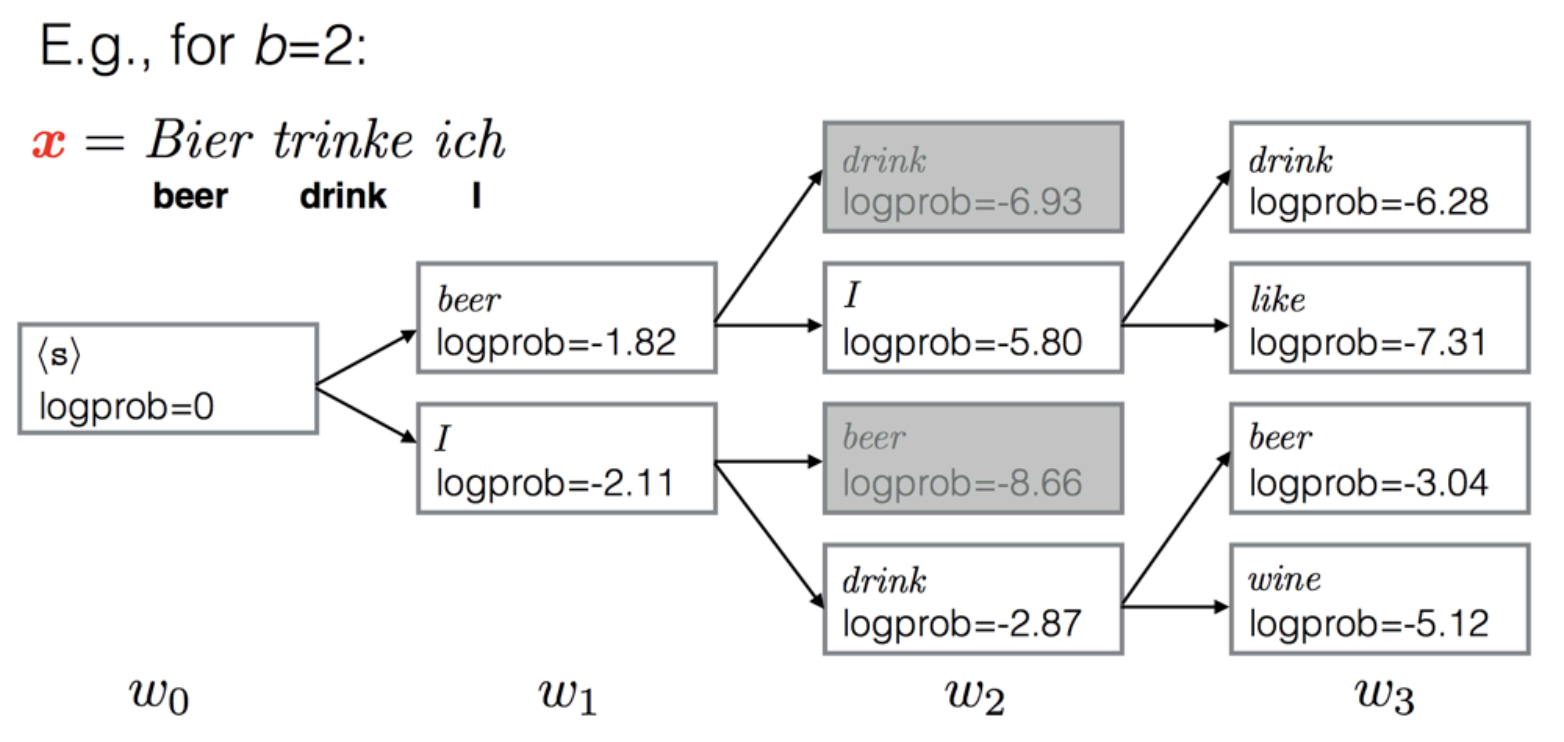 E.g., for b=2:
x = Bier trinke ich
beer drink I
⟨s⟩
logprob=0
beer
logprob=-1.82
I
logprob=-2.11
drink
logprob=-6.93
I
logprob=-5.80
beer
logprob=-8.66
drink
logprob=-2.87
drink
logprob=-6.28
like
logprob=-7.31
beer
logprob=-3.04
wine
logprob=-5.12
w₀ w₁ w₂ w₃